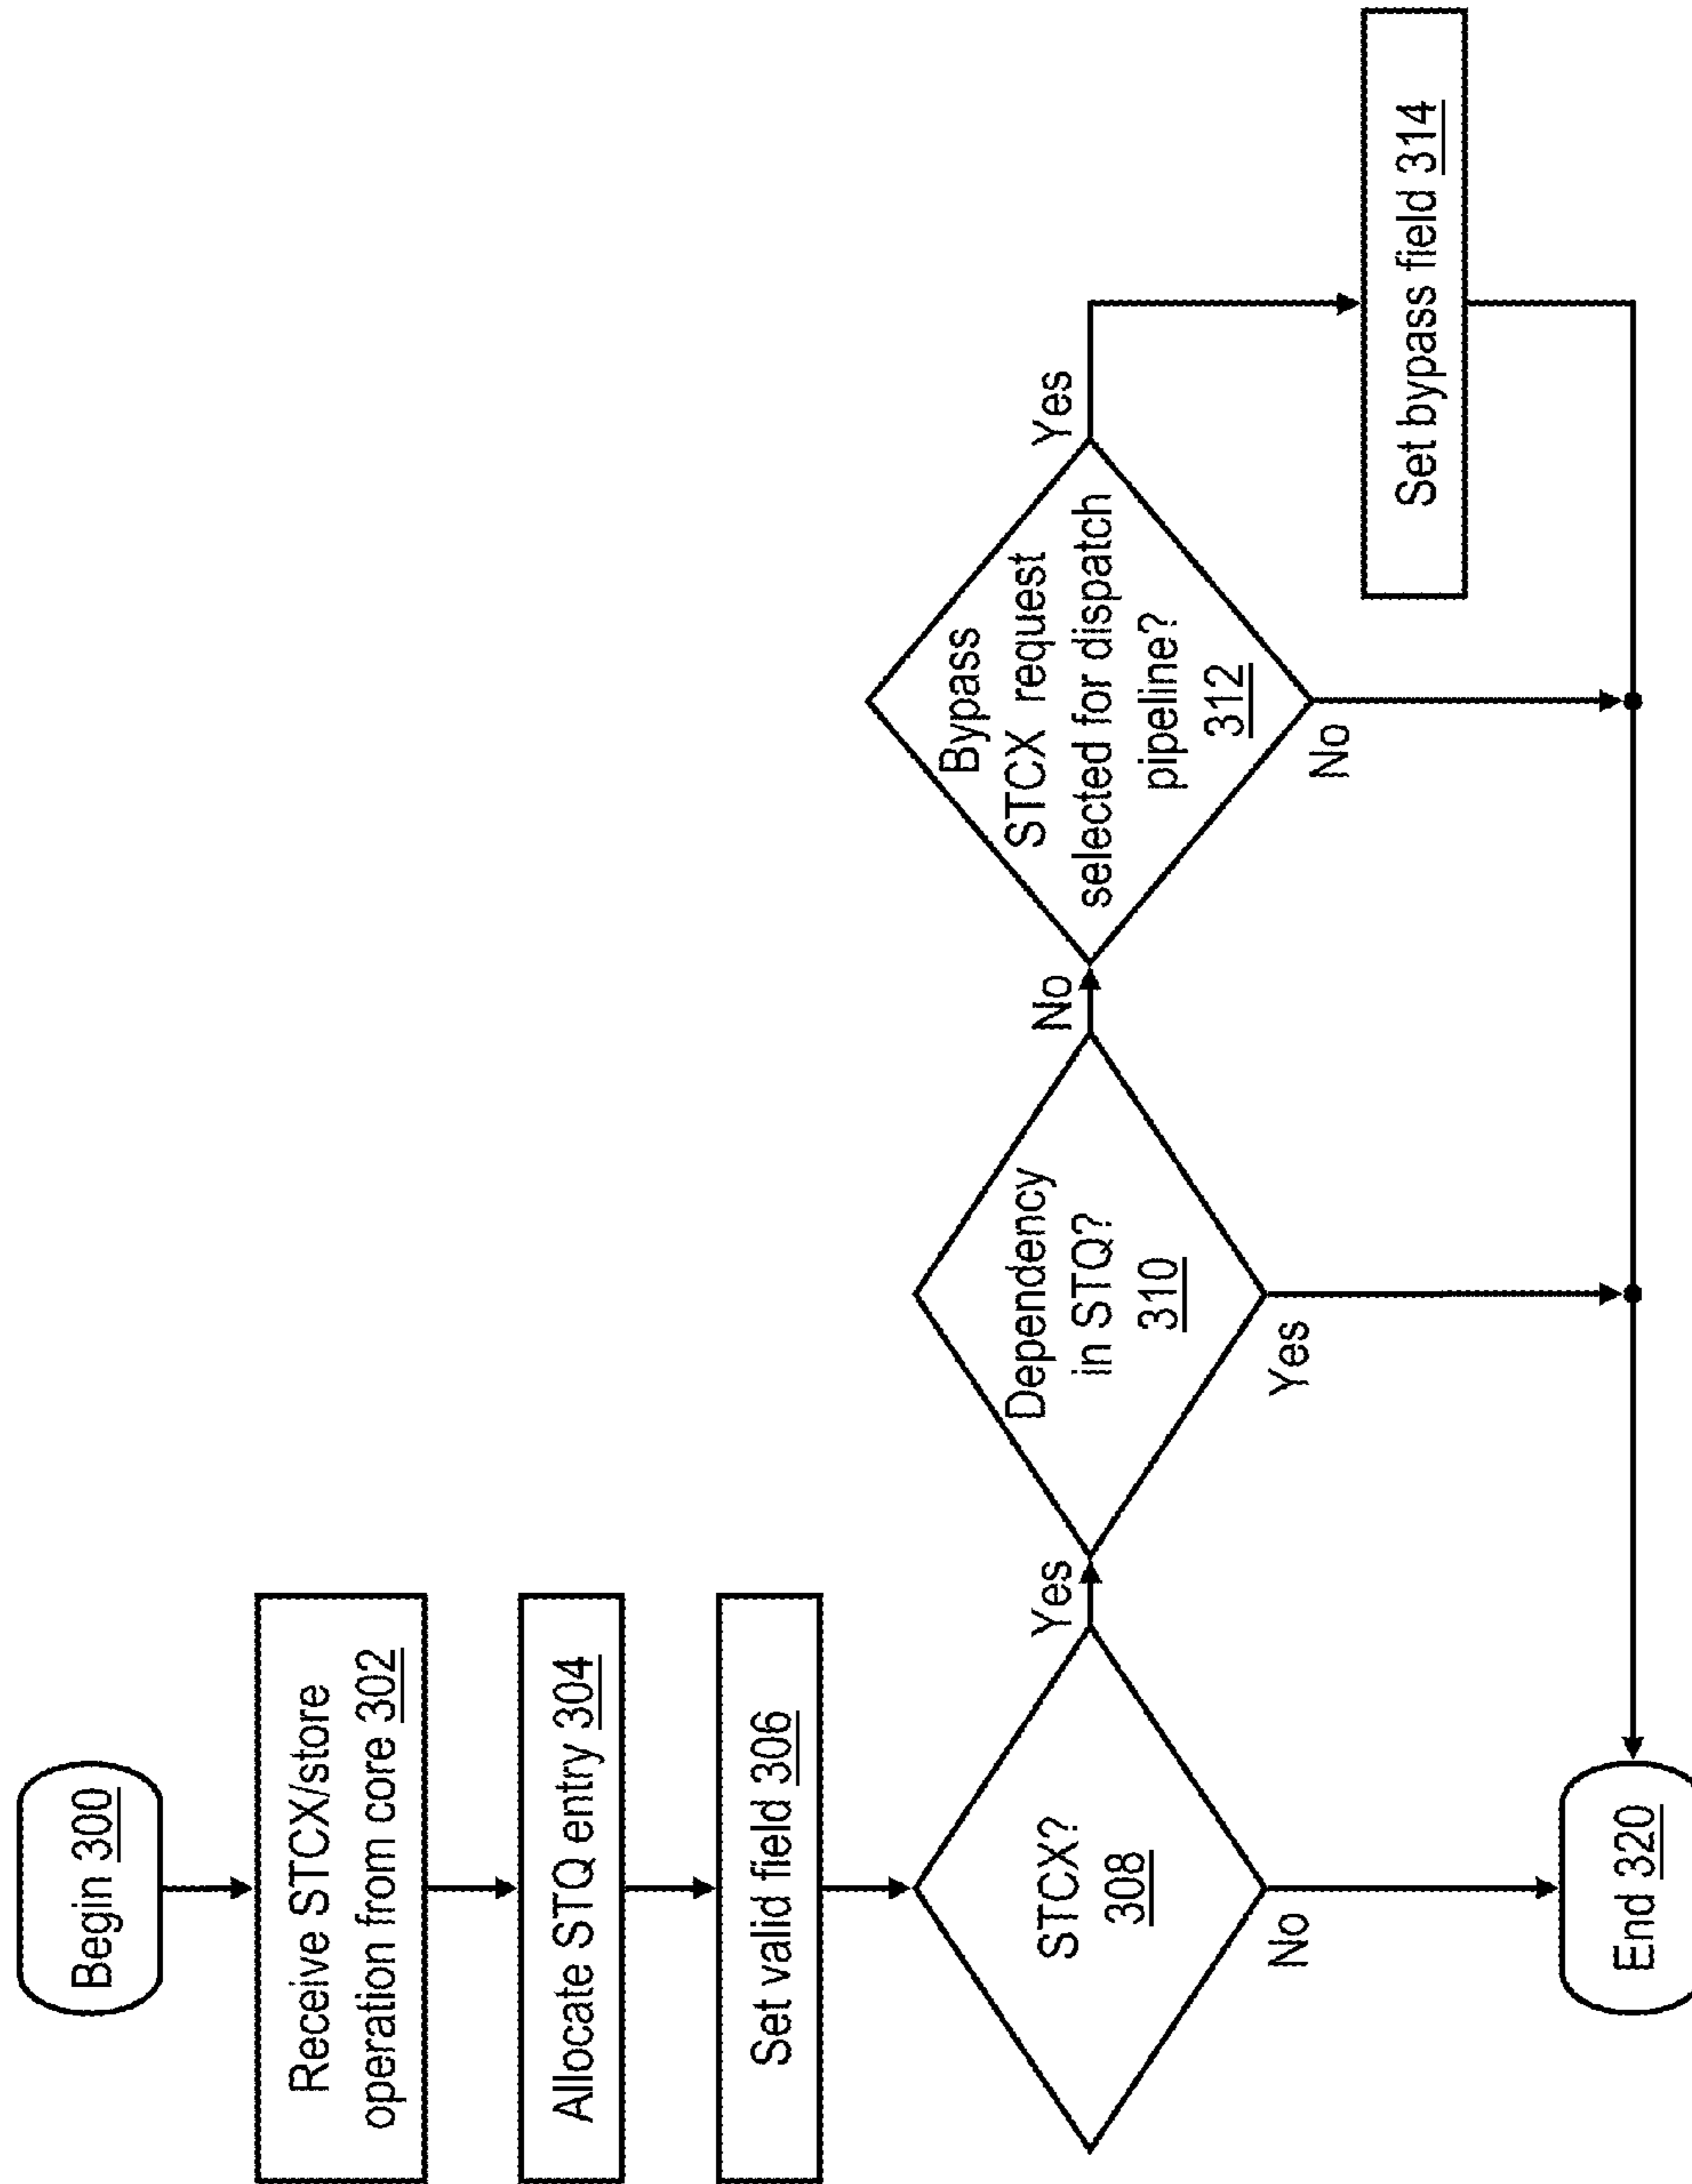 Begin 300
Receive STCX/store
operation from core 302
Allocate STQ entry 304
Set valid field 306
STCX?
308
Yes
No
Dependency
in STQ?
310
No
Yes
Bypass
STCX request
selected for dispatch
pipeline?
312
Yes
No
Set bypass field 314
End 320